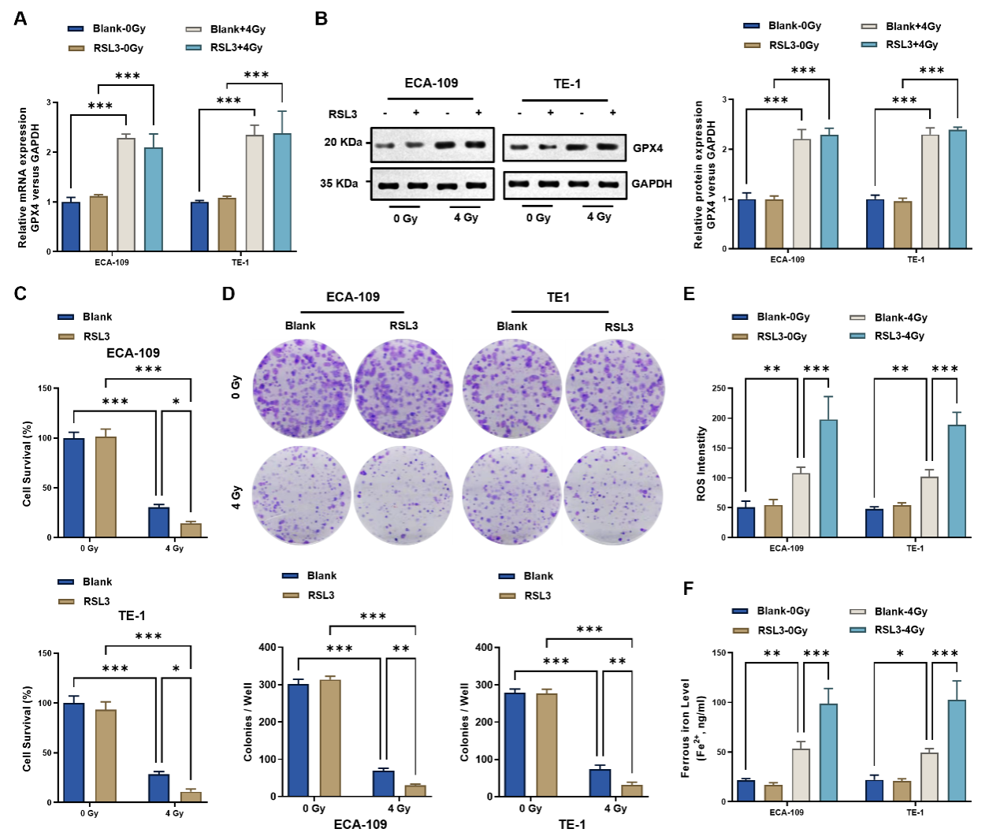 A
Blank-0Gy
Blank+4Gy
RSL3-0Gy
RSL3+4Gy
Relative mRNA expression
GPX4 versus GAPDH
3
2
1
0
***
***
***
***
ECA-109
TE-1
B
ECA-109
TE-1
RSL3
-
+
-
+
-
+
-
+
20 KDa
GPX4
35 KDa
GAPDH
0 Gy
4 Gy
0 Gy
4 Gy
Blank-0Gy
Blank+4Gy
RSL3-0Gy
RSL3+4Gy
Relative protein expression
GPX4 versus GAPDH
3
2
1
0
***
***
***
***
ECA-109
TE-1
C
Blank
RSL3
ECA-109
Cell Survival (%)
150
100
50
0
***
***
*
0 Gy
4 Gy
Blank
RSL3
TE-1
Cell Survival (%)
150
100
50
0
***
***
*
0 Gy
4 Gy
D
ECA-109
TE1
Blank
RSL3
Blank
RSL3
0 Gy
4 Gy
Blank
RSL3
Colonies / Well
400
300
200
100
0
***
***
**
0 Gy
4 Gy
ECA-109
Blank
RSL3
Colonies / Well
400
300
200
100
0
***
***
**
0 Gy
4 Gy
TE-1
E
Blank-0Gy
Blank-4Gy
RSL3-0Gy
RSL3-4Gy
ROS Intenstity
250
200
150
100
50
0
**
***
**
***
ECA-109
TE-1
F
Blank-0Gy
Blank-4Gy
RSL3-0Gy
RSL3-4Gy
Ferrous iron Level
(Fe2+, ng/ml)
150
100
50
0
**
***
*
***
ECA-109
TE-1